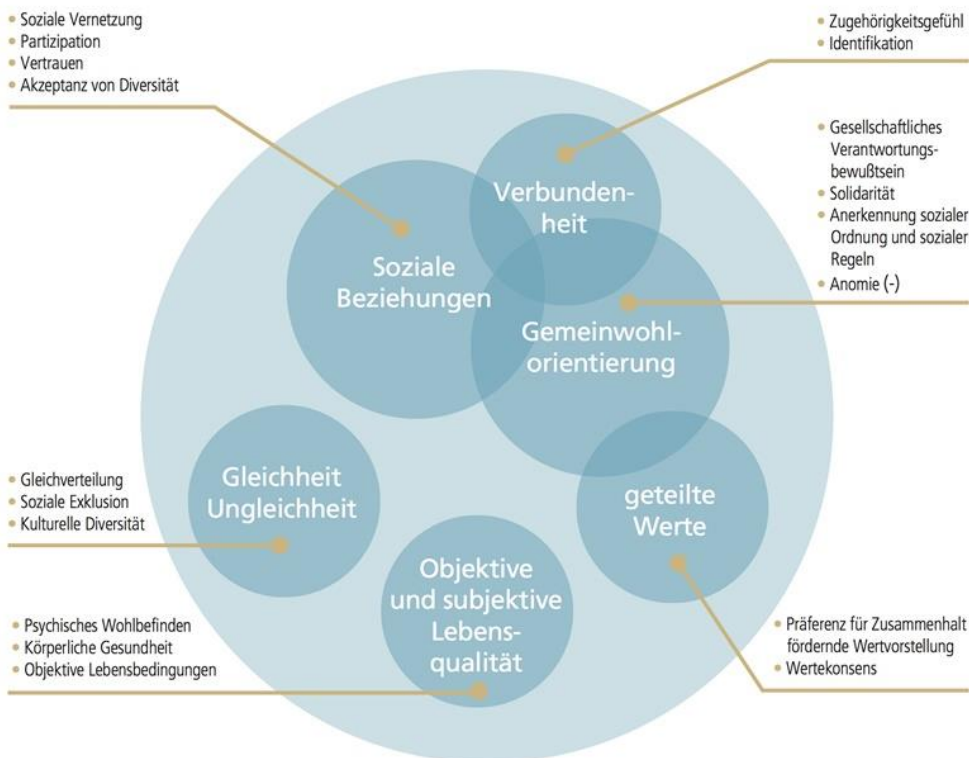 • Soziale Vernetzung
• Partizipation
• Vertrauen
• Akzeptanz von Diversität
• Zugehörigkeitsgefühl
• Identifikation
• Gesellschaftliches
Verantwortungs-
bewußtsein
• Solidarität
• Anerkennung sozialer
Ordnung und sozialer
Regeln
• Anomie (-)
Verbunden-
heit
Soziale
Beziehungen
Gemeinwohl-
orientierung
Gleichheit
Ungleichheit
geteilte
Werte
Objektive
und subjektive
Lebens-
qualität
• Gleichverteilung
• Soziale Exklusion
• Kulturelle Diversität
• Psychisches Wohlbefinden
• Körperliche Gesundheit
• Objektive Lebensbedingungen
• Präferenz für Zusammenhalt
fördernde Wertvorstellung
• Wertekonsens